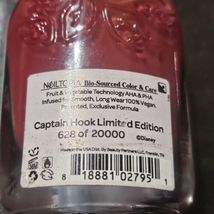 NAILTOPIA Bio-Sourced Color & Care
Fruit & Vegetable Technology AHA & PHA
Infused for Smooth, Long Wear 100% Vegan,
Patented, Exclusive Formula
Captain Hook Limited Edition
628 of 20000
©Disney
Made in the USA Dist. By Beauty Partners LLC, Franklin, TN
8 18881 02795 1